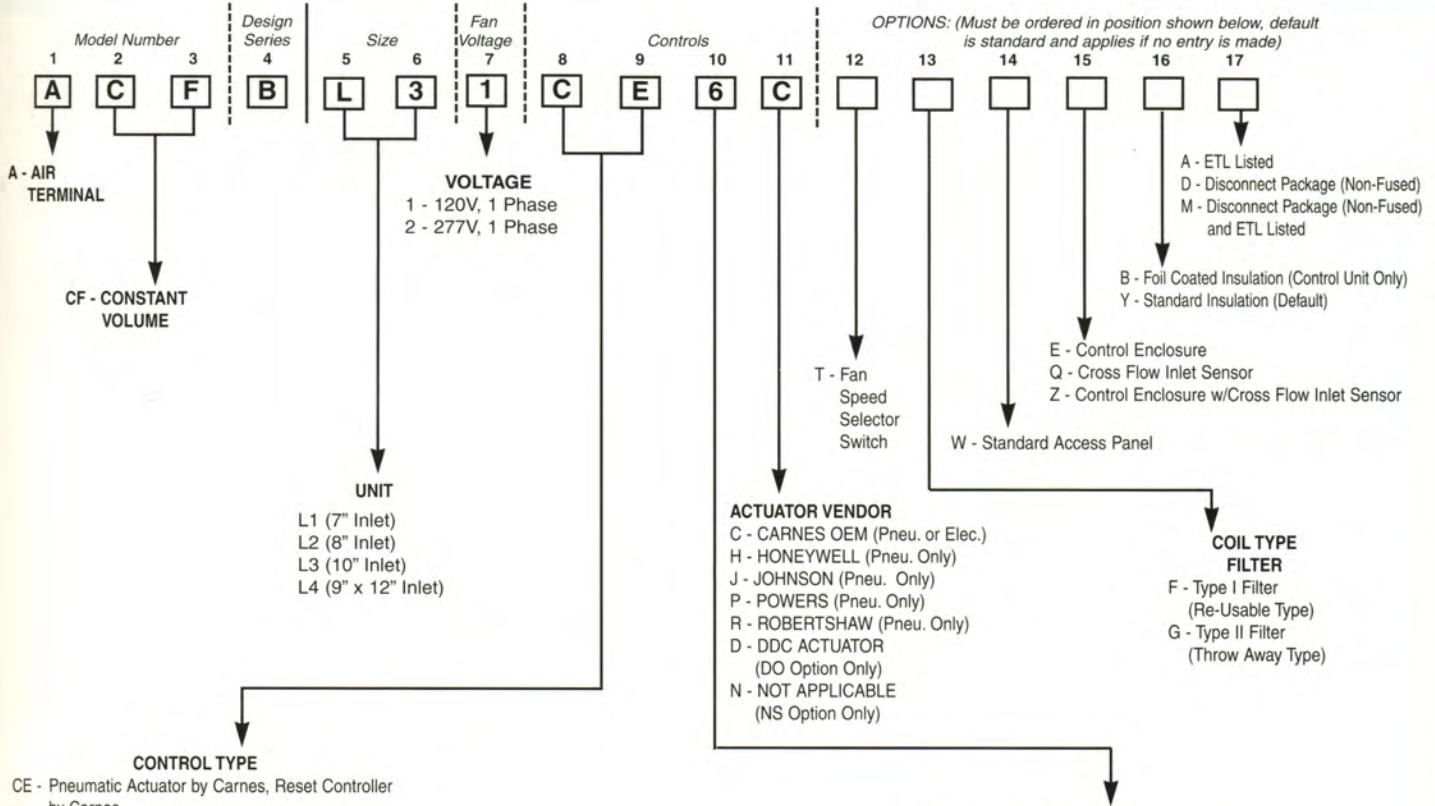 Model Number
Design
Series
Size
Fan
Voltage
Controls
OPTIONS: (Must be ordered in position shown below, default
is standard and applies if no entry is made)
1 2 3 4 5 6 7 8 9 10 11 12 13 14 15 16 17
A C F B L 3 1 C E 6 C
A - AIR
TERMINAL
CF - CONSTANT
VOLUME
VOLTAGE
1 - 120V, 1 Phase
2 - 277V, 1 Phase
A - ETL Listed
D - Disconnect Package (Non-Fused)
M - Disconnect Package (Non-Fused)
and ETL Listed
B - Foil Coated Insulation (Control Unit Only)
Y - Standard Insulation (Default)
E - Control Enclosure
Q - Cross Flow Inlet Sensor
Z - Control Enclosure w/Cross Flow Inlet Sensor
T - Fan
Speed
Selector
Switch
W - Standard Access Panel
UNIT
L1 (7" Inlet)
L2 (8" Inlet)
L3 (10" Inlet)
L4 (9" x 12" Inlet)
ACTUATOR VENDOR
C - CARNES OEM (Pneu. or Elec.)
H - HONEYWELL (Pneu. Only)
J - JOHNSON (Pneu. Only)
P - POWERS (Pneu. Only)
R - ROBERTSHAW (Pneu. Only)
D - DDC ACTUATOR
(DO Option Only)
N - NOT APPLICABLE
(NS Option Only)
COIL TYPE
FILTER
F - Type I Filter
(Re-Usable Type)
G - Type II Filter
(Throw Away Type)
CONTROL TYPE
CE - Pneumatic Actuator by Carnes, Reset Controller
by Carnes